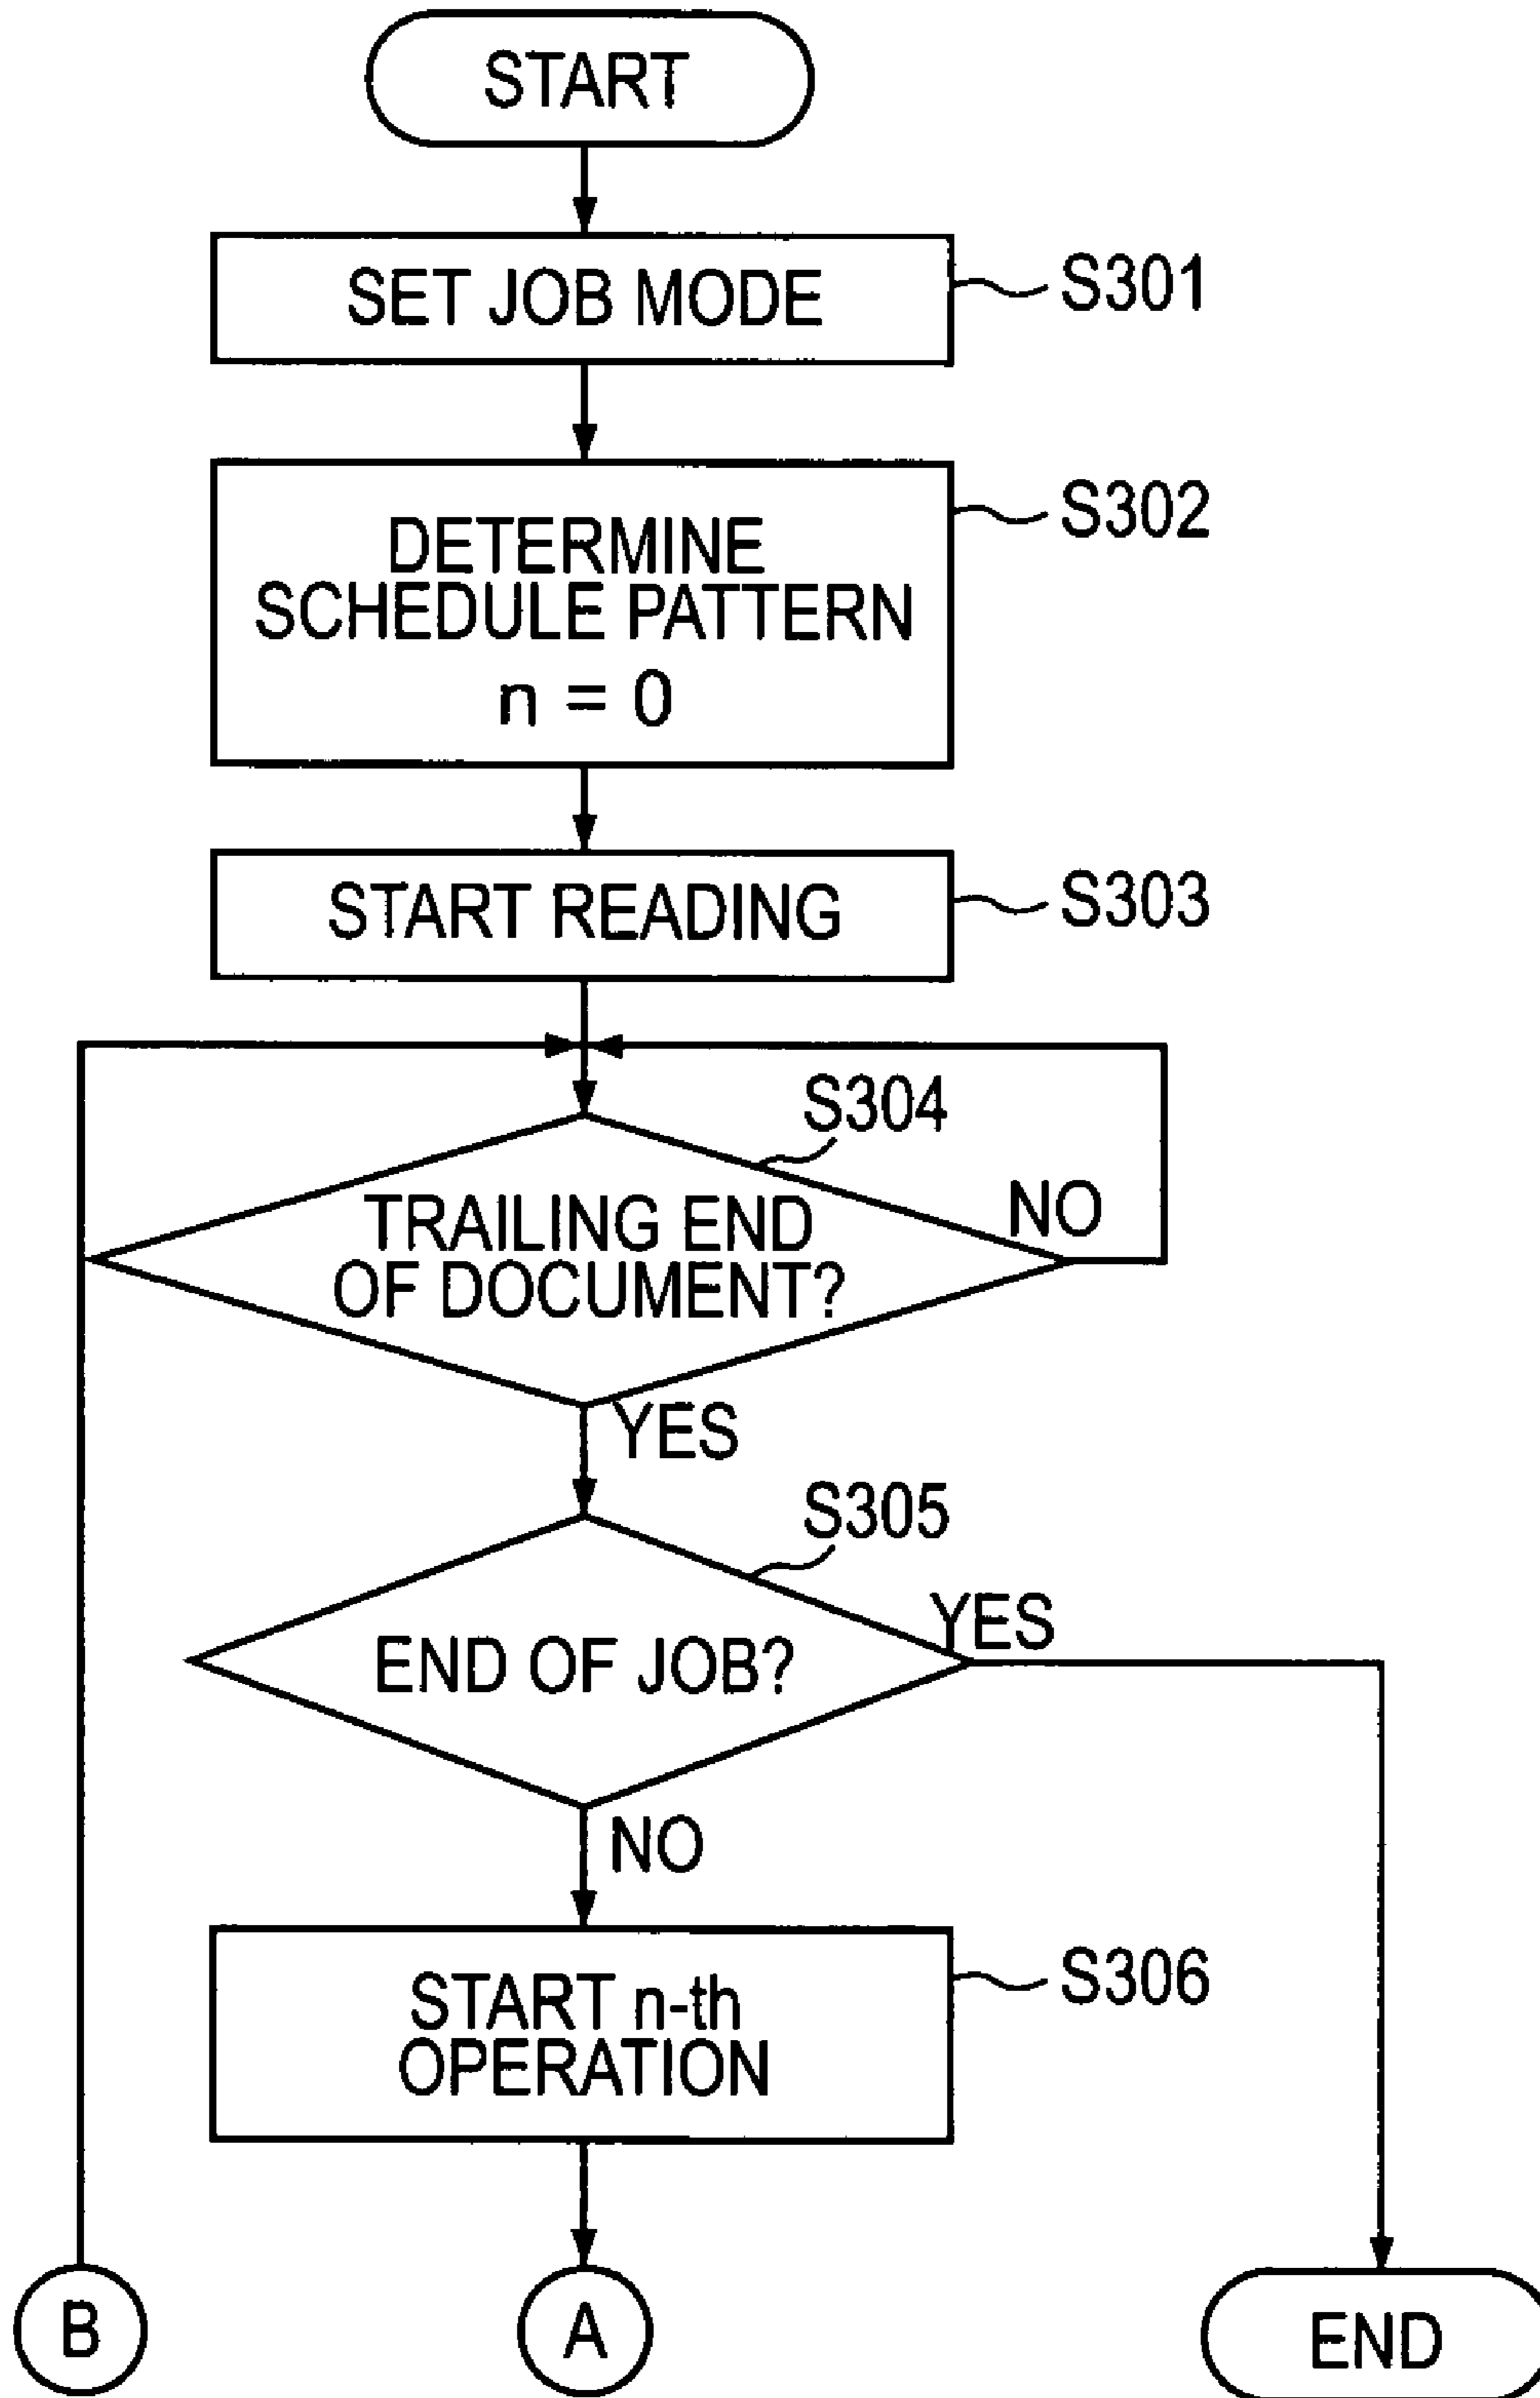 START
SET JOB MODE
S301
DETERMINE
SCHEDULE PATTERN
n = 0
S302
START READING
S303
S304
TRAILING END
OF DOCUMENT?
NO
YES
S305
END OF JOB?
YES
NO
START n-th
OPERATION
S306
B
A
END